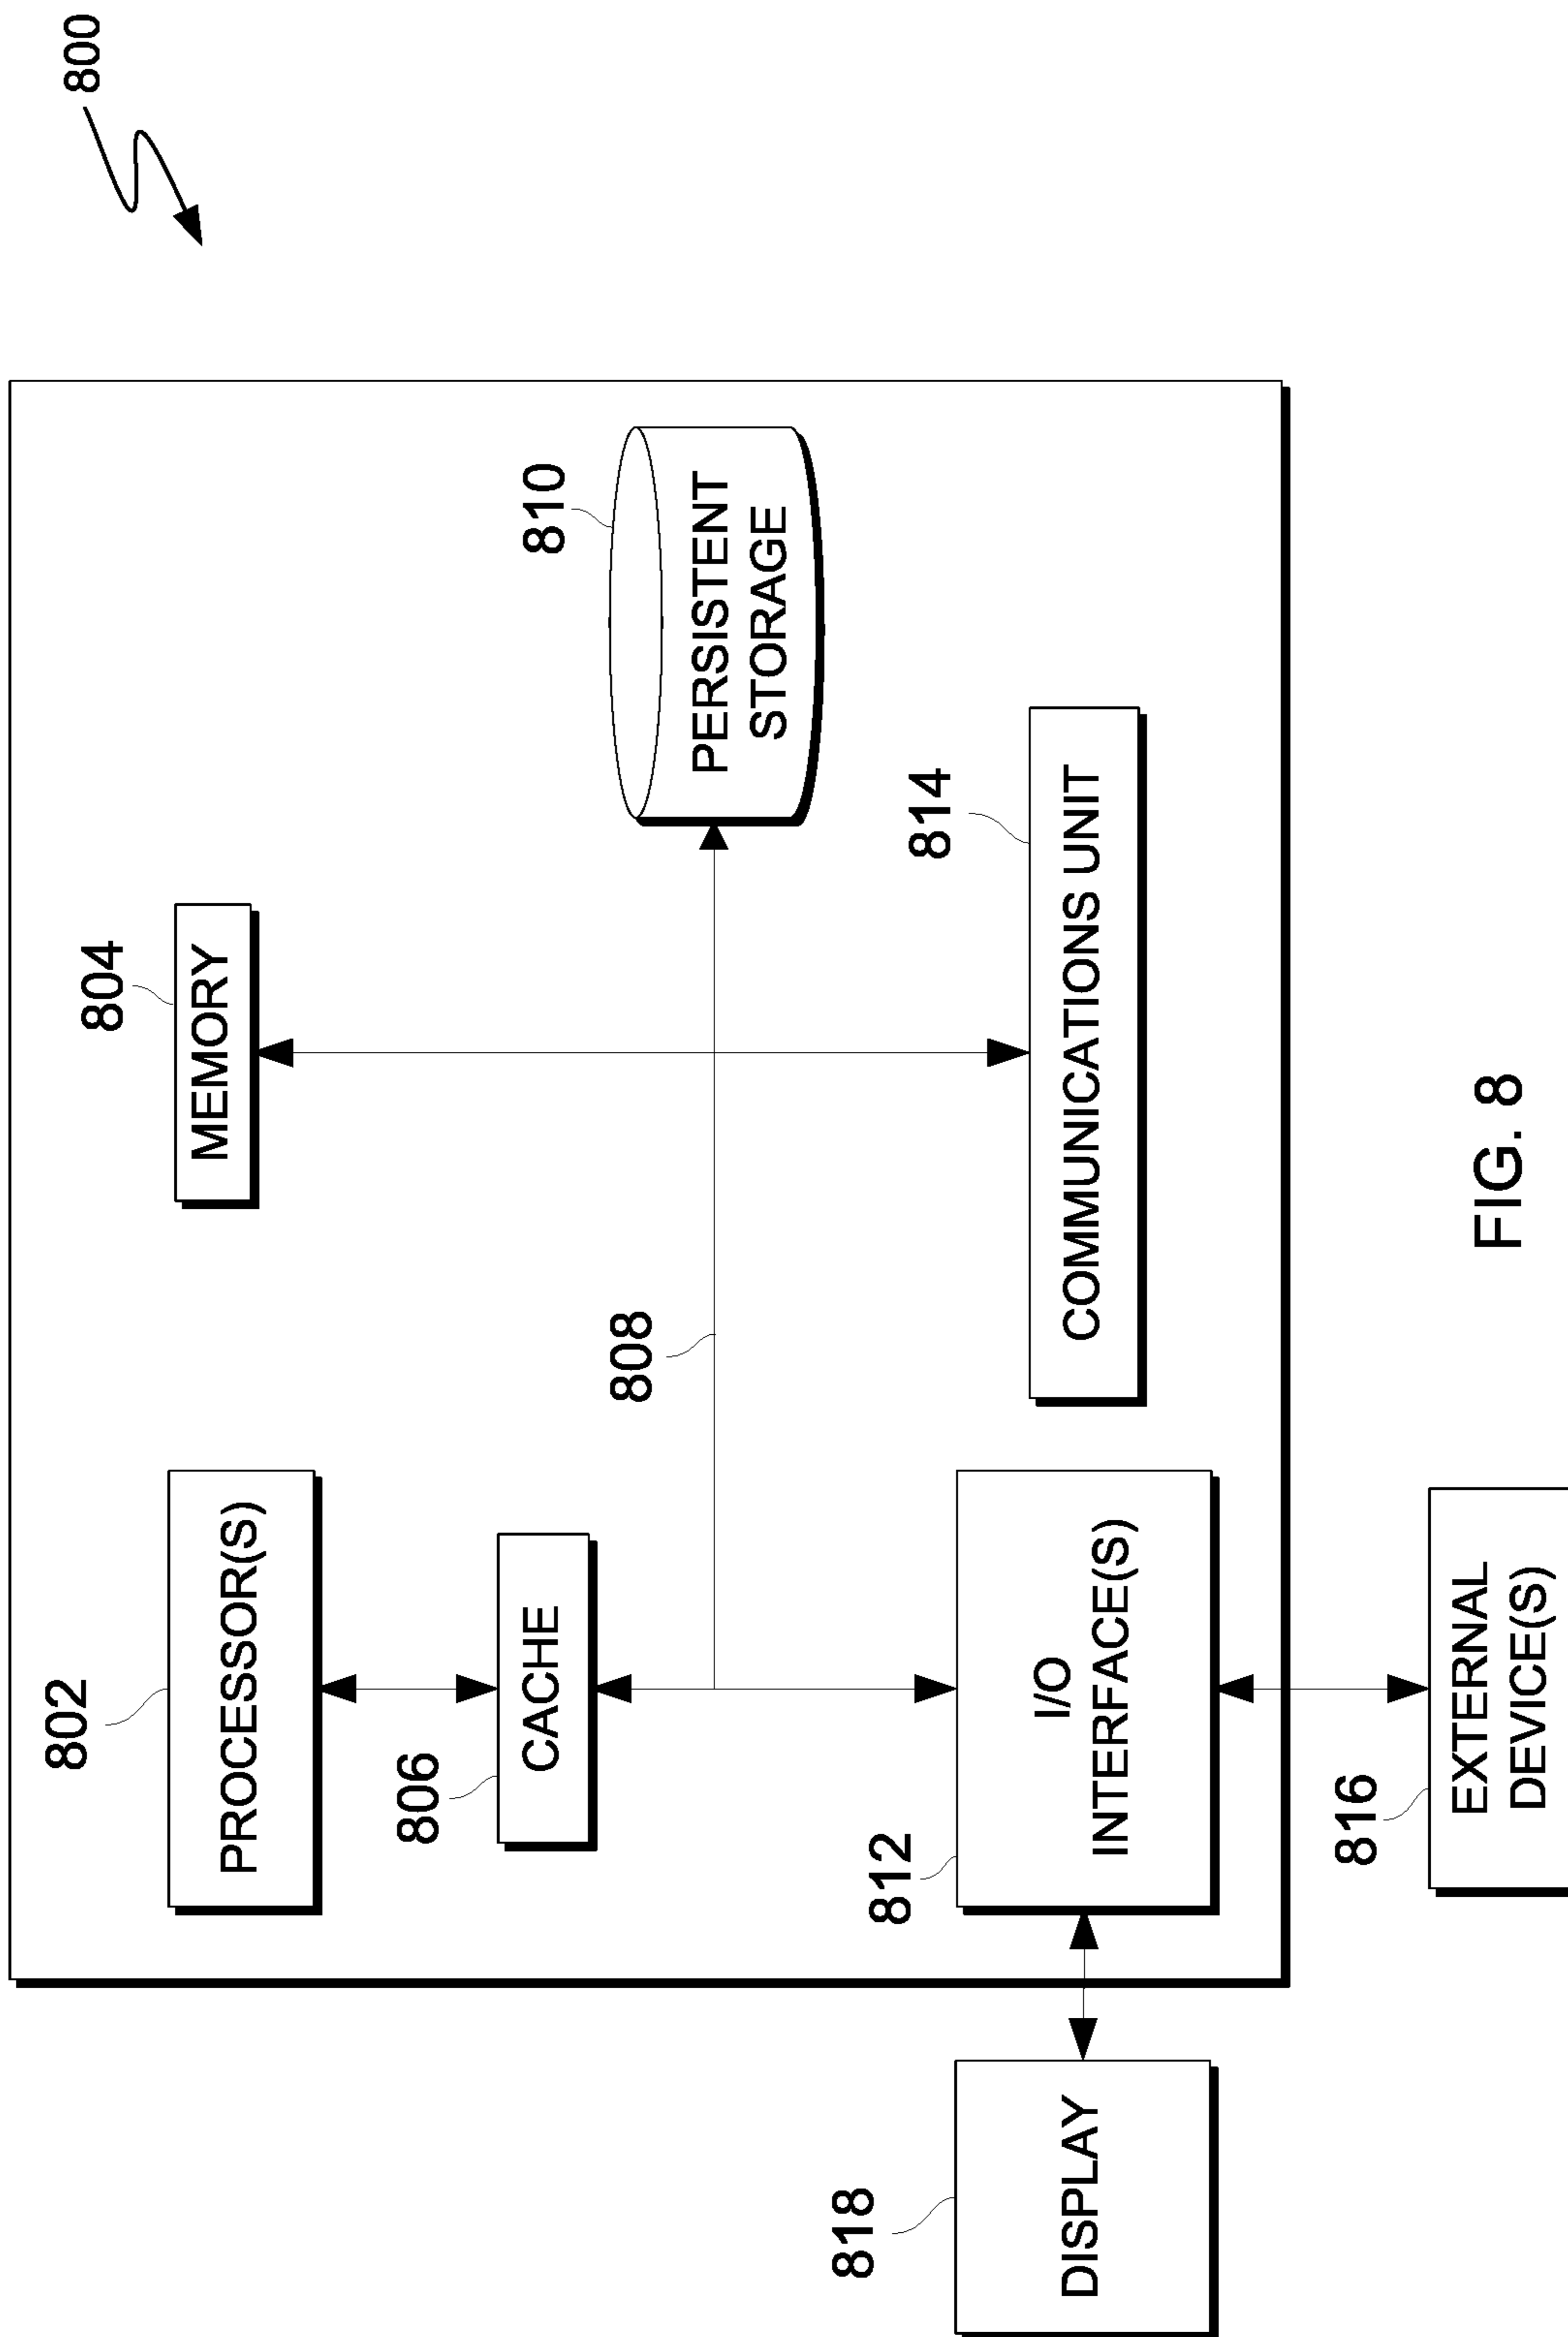 800
802
PROCESSOR(S)
804
MEMORY
806
CACHE
810
PERSISTENT
STORAGE
808
818
DISPLAY
812
I/O
INTERFACE(S)
814
COMMUNICATIONS UNIT
816
EXTERNAL
DEVICE(S)
FIG. 8